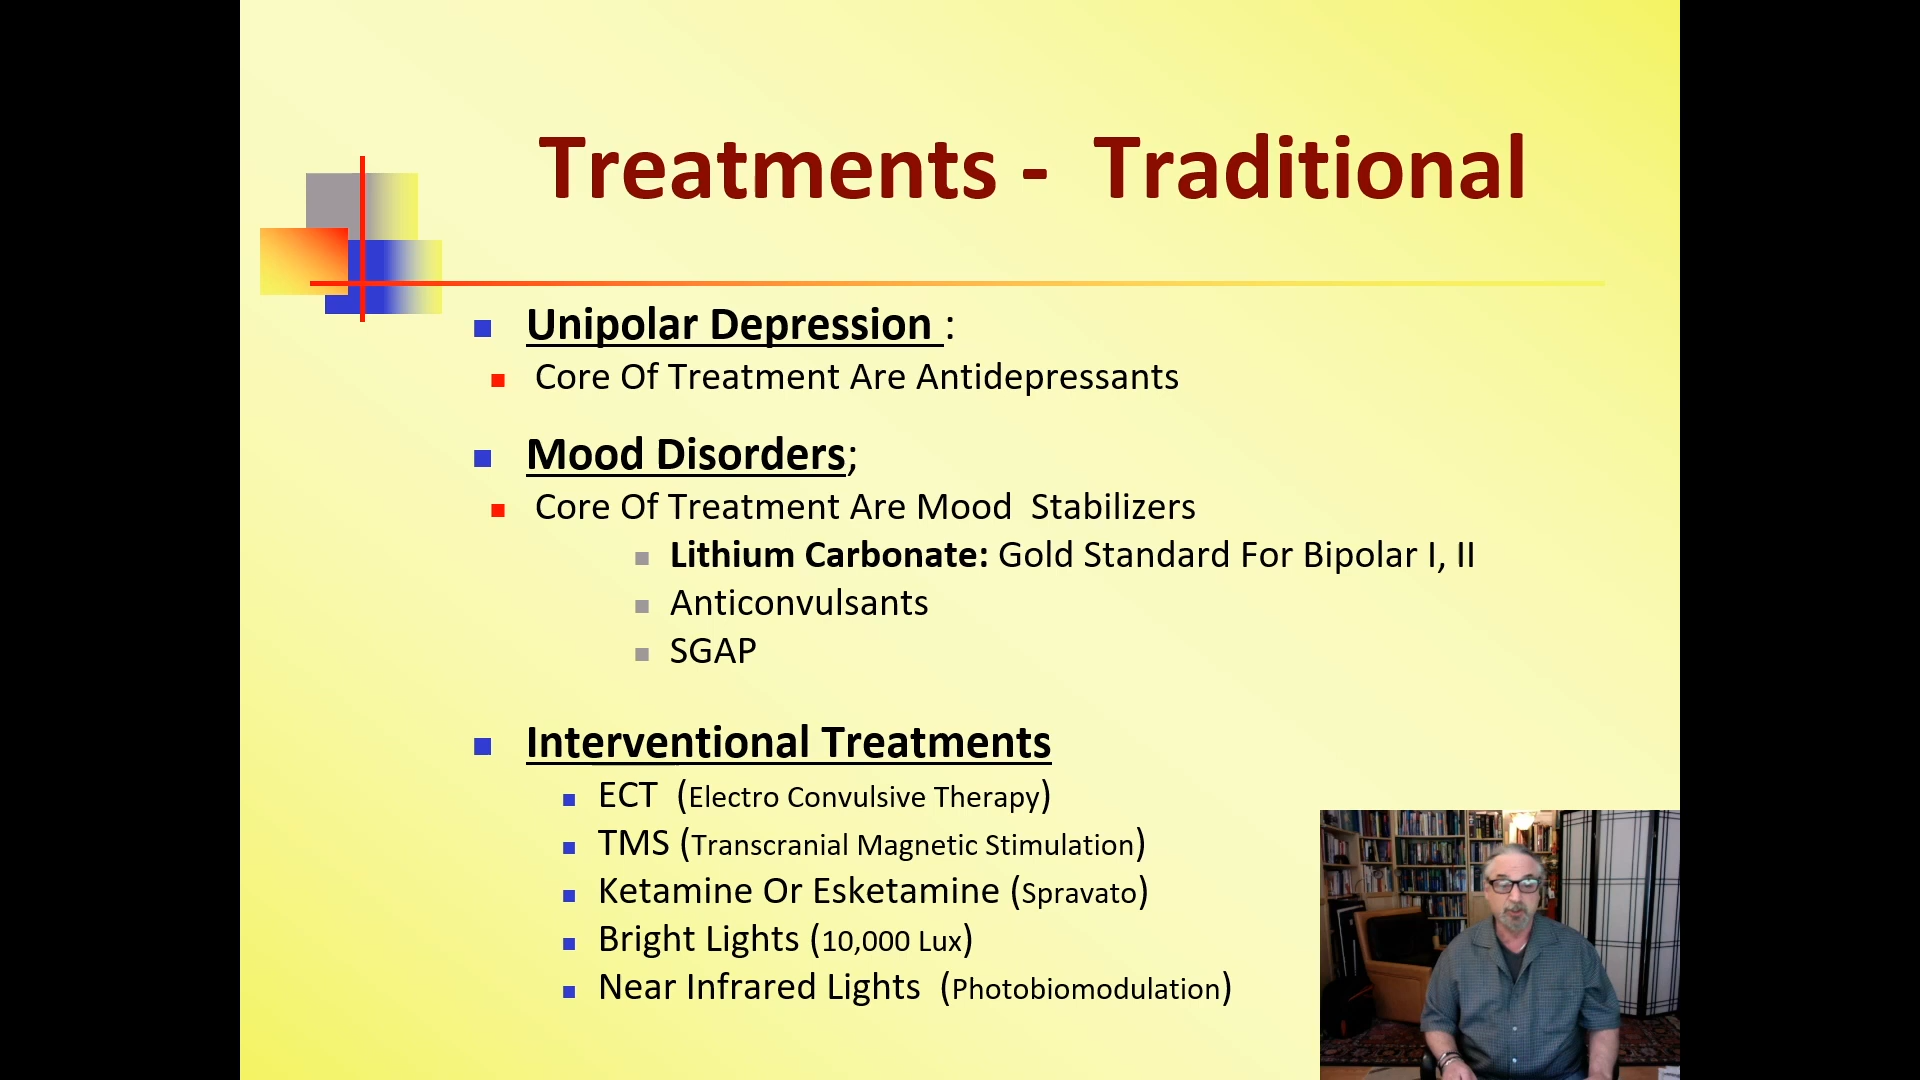 Treatments - Traditional
Unipolar Depression :
Core Of Treatment Are Antidepressants
Mood Disorders;
Core Of Treatment Are Mood Stabilizers
Lithium Carbonate: Gold Standard For Bipolar I, II
Anticonvulsants
SGAP
Interventional Treatments
ECT (Electro Convulsive Therapy)
TMS (Transcranial Magnetic Stimulation)
Ketamine Or Esketamine (Spravato)
Bright Lights (10,000 Lux)
Near Infrared Lights (Photobiomodulation)